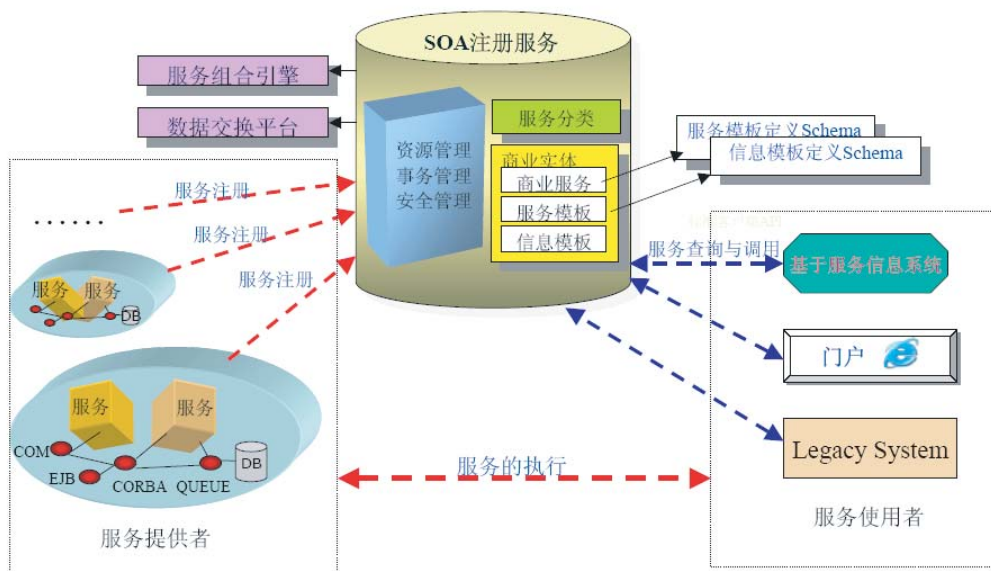 SOA注册服务
服务组合引擎
数据交换平台
资源管理
事务管理
安全管理
服务分类
商业实体
商业服务
服务模板
信息模板
服务模板定义Schema
信息模板定义Schema
服务注册
......
服务注册
服务注册
服务
服务
DB
服务
服务
COM
EJB
CORBA
QUEUE
DB
服务提供者
服务的执行
服务查询与调用
基于服务信息系统
门户
Legacy System
服务使用者